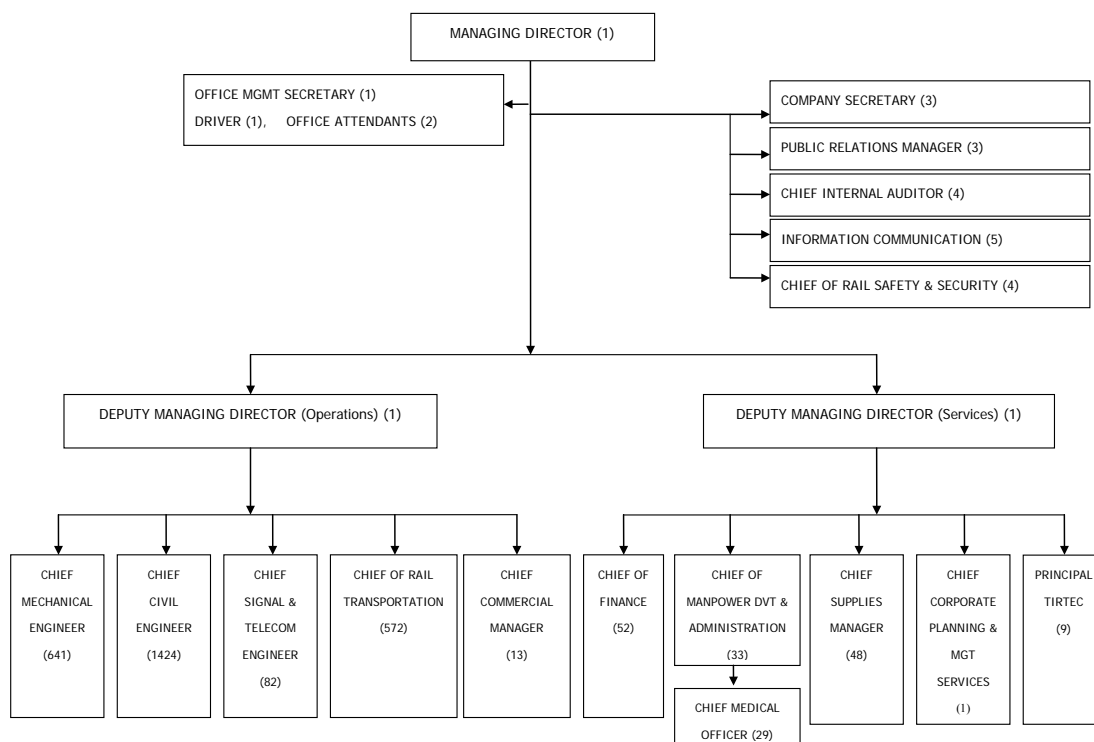 MANAGING DIRECTOR (1)
OFFICE MGMT SECRETARY (1)
DRIVER (1), OFFICE ATTENDANTS (2)
COMPANY SECRETARY (3)
PUBLIC RELATIONS MANAGER (3)
CHIEF INTERNAL AUDITOR (4)
INFORMATION COMMUNICATION (5)
CHIEF OF RAIL SAFETY & SECURITY (4)
DEPUTY MANAGING DIRECTOR (Operations) (1)
DEPUTY MANAGING DIRECTOR (Services) (1)
CHIEF
MECHANICAL
ENGINEER
(641)
CHIEF
CIVIL
ENGINEER
(1424)
CHIEF
SIGNAL &
TELECOM
ENGINEER
(82)
CHIEF OF RAIL
TRANSPORTATION
(572)
CHIEF
COMMERCIAL
MANAGER
(13)
CHIEF OF
FINANCE
(52)
CHIEF OF
MANPOWER DVT &
ADMINISTRATION
(33)
CHIEF MEDICAL
OFFICER (29)
CHIEF
SUPPLIES
MANAGER
(48)
CHIEF
CORPORATE
PLANNING &
MGT
SERVICES
(1)
PRINCIPAL
TIRTEC
(9)